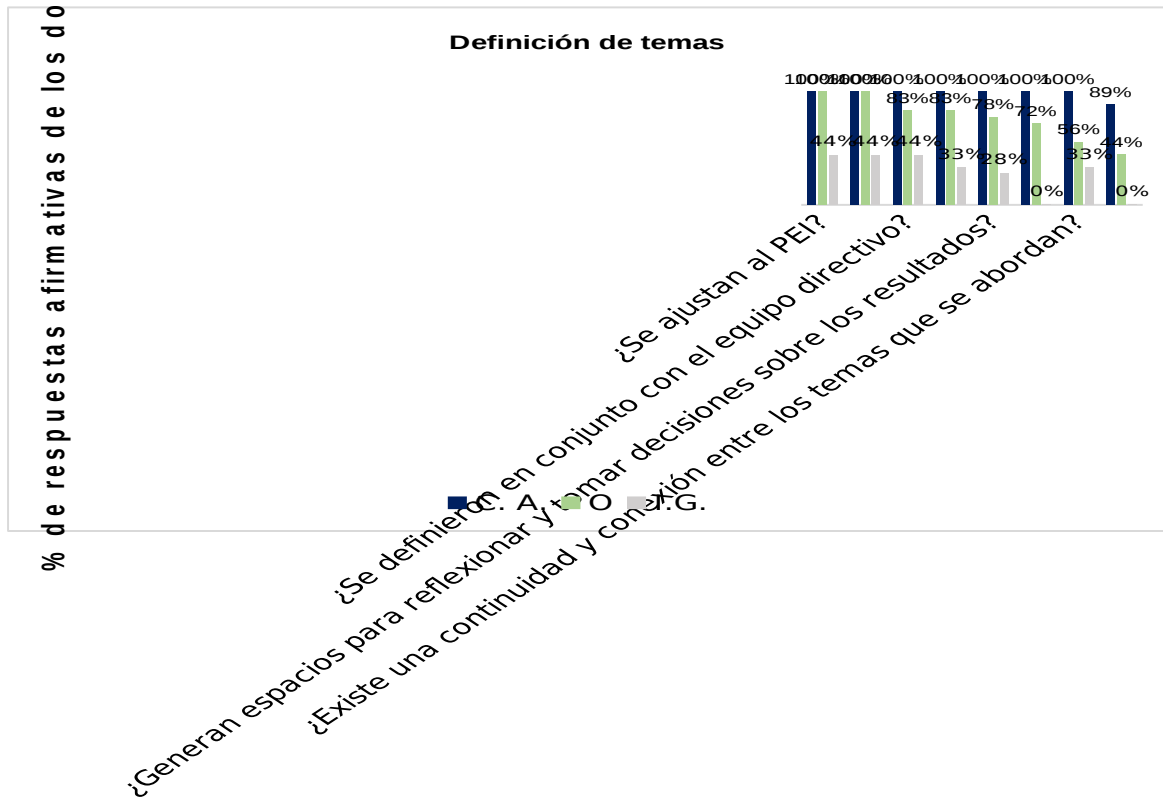 Definición de temas
% de respuestas afirmativas de los do
100% 100% 44%
100% 100% 44%
100% 83% 44%
100% 83% 33%
100% 78% 28%
100% 72% 0%
100% 56% 33%
89% 44% 0%
¿Se ajustan al PEI?
¿Se definieron en conjunto con el equipo directivo?
¿Generan espacios para reflexionar y tomar decisiones sobre los resultados?
¿Existe una continuidad y conexión entre los temas que se abordan?
C. A. O T.G.